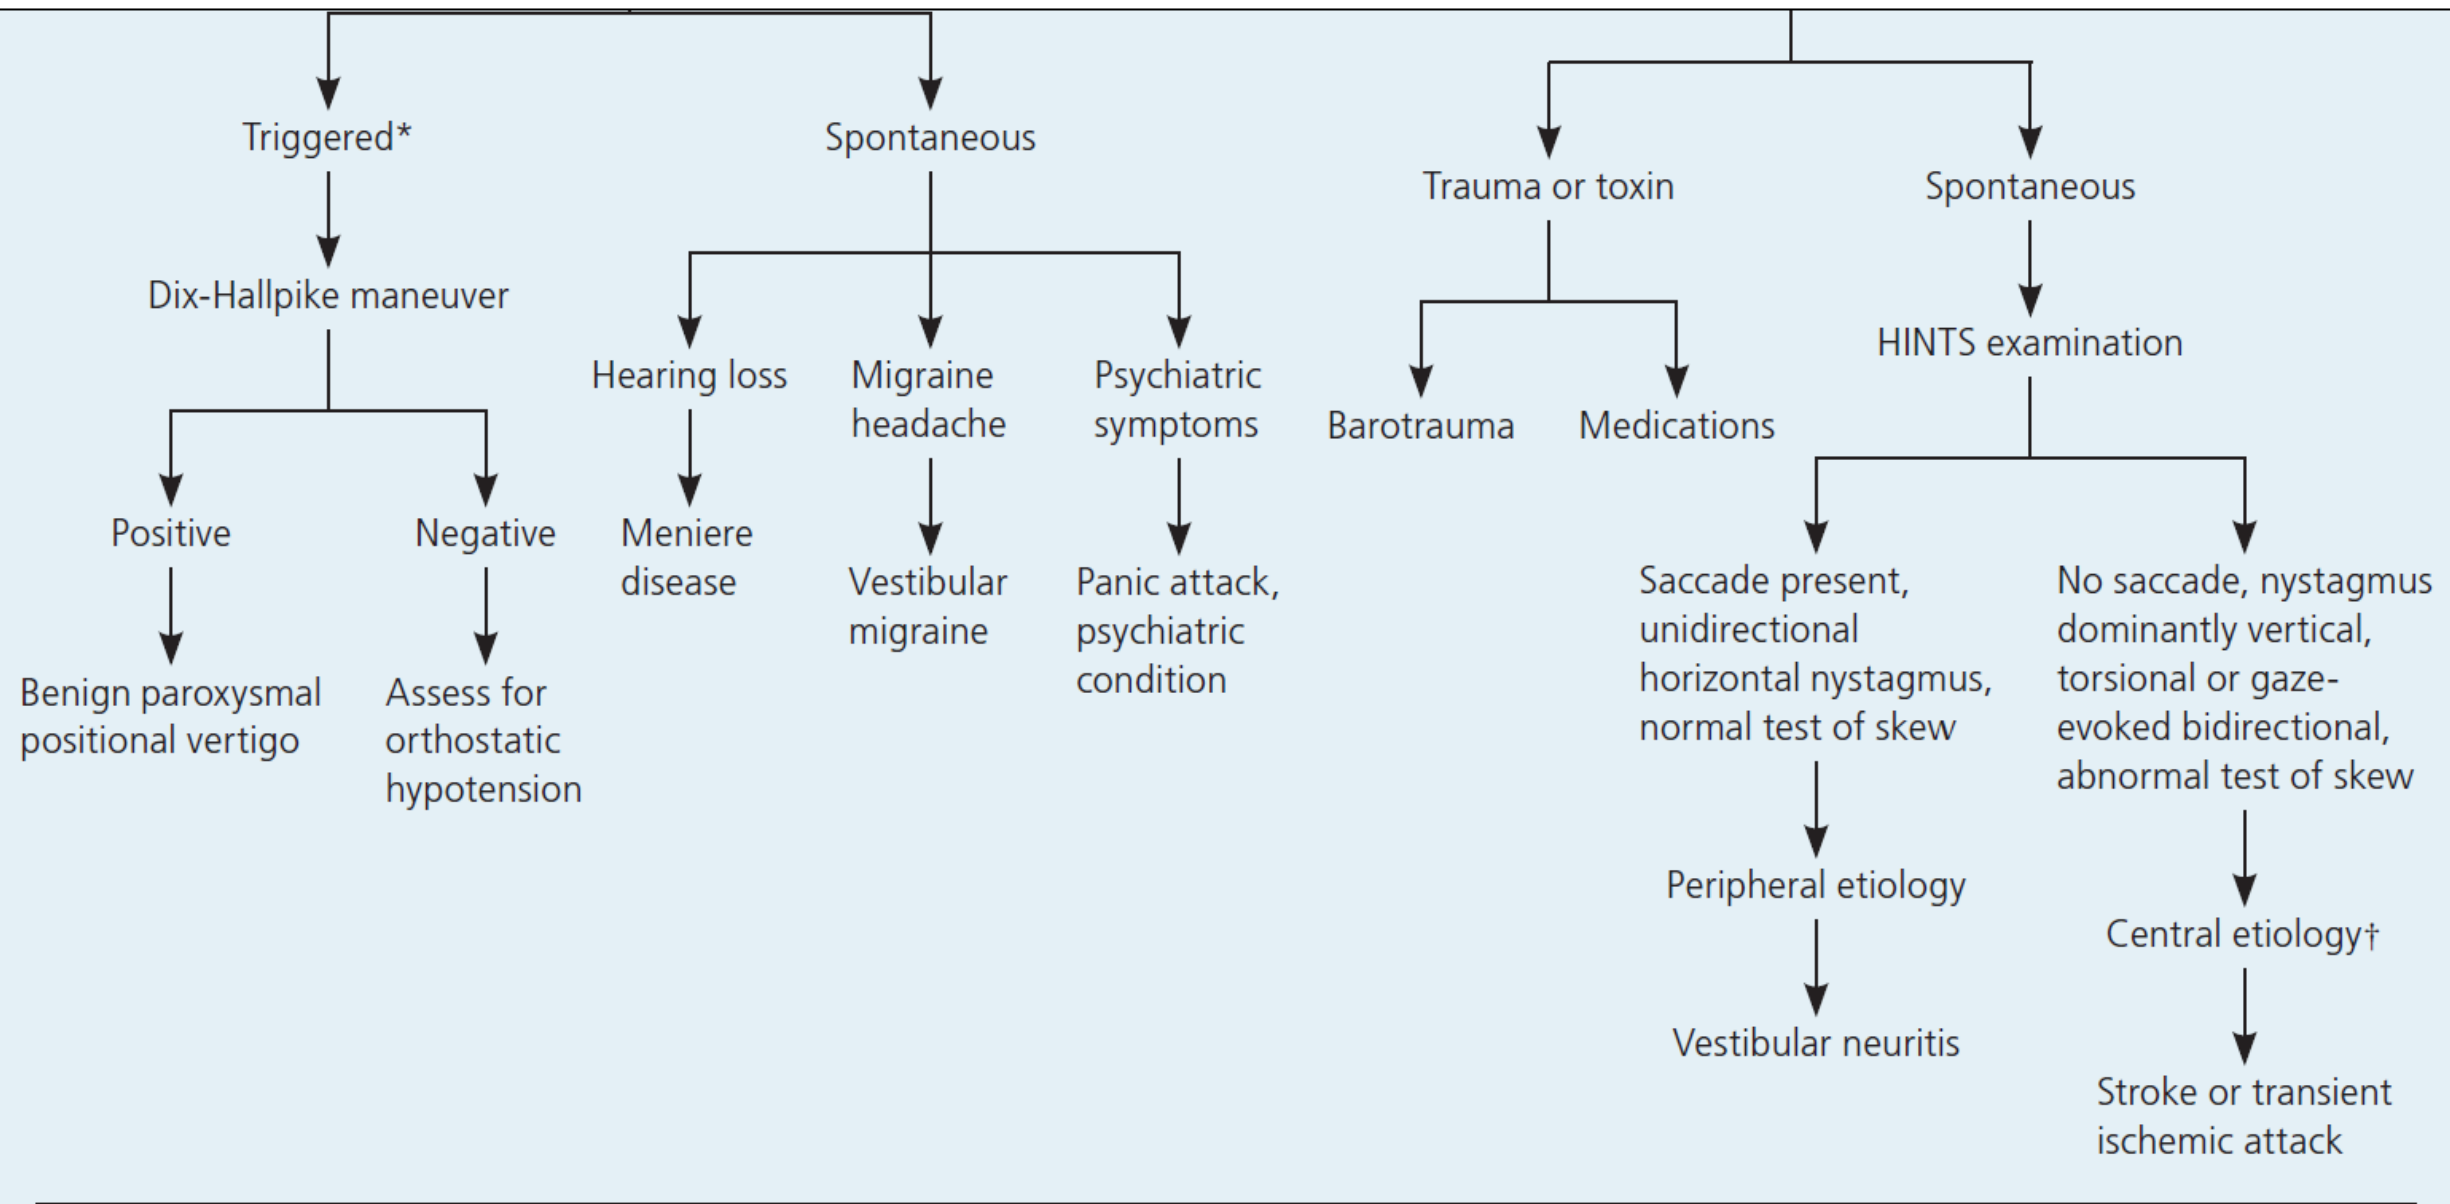 Triggered*
Spontaneous
Trauma or toxin
Spontaneous
Dix-Hallpike maneuver
HINTS examination
Hearing loss
Migraine
headache
Psychiatric
symptoms
Barotrauma
Medications
Positive
Negative
Meniere
disease
Vestibular
migraine
Panic attack,
psychiatric
condition
Saccade present,
unidirectional
horizontal nystagmus,
normal test of skew
No saccade, nystagmus
dominantly vertical,
torsional or gaze-
evoked bidirectional,
abnormal test of skew
Benign paroxysmal
positional vertigo
Assess for
orthostatic
hypotension
Peripheral etiology
Central etiology†
Vestibular neuritis
Stroke or transient
ischemic attack